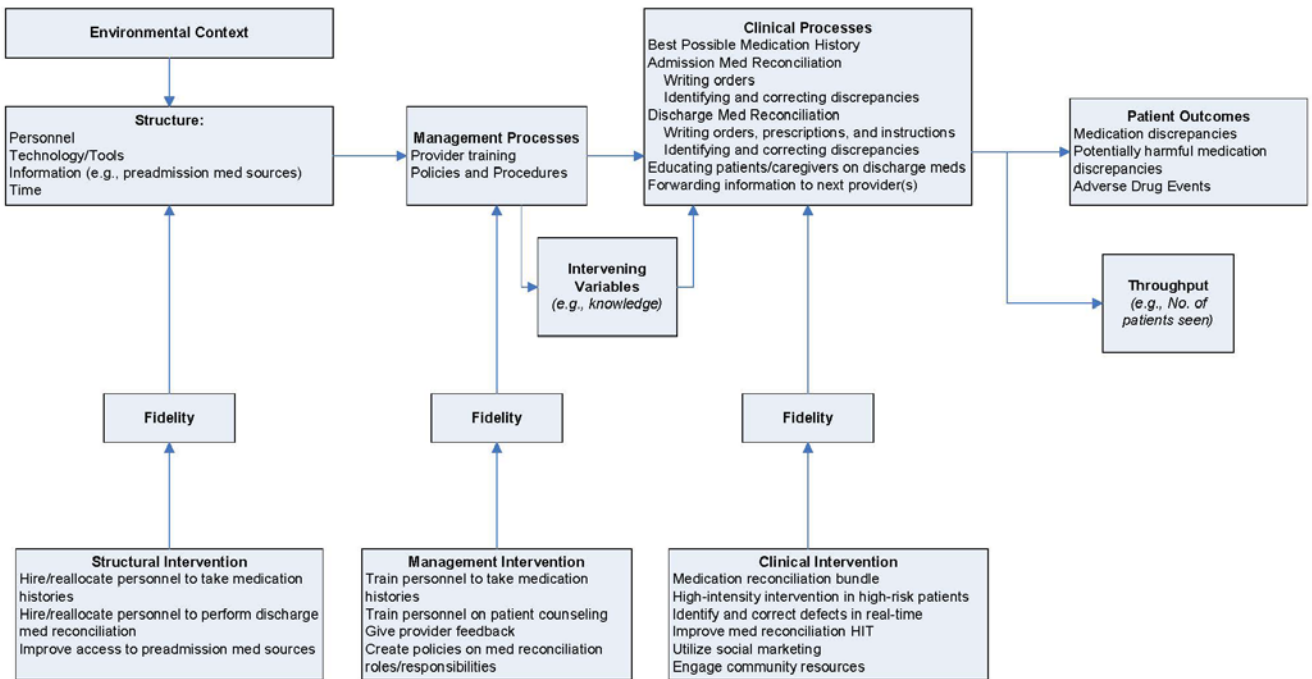 Environmental Context
Structure:
Personnel
Technology/Tools
Information (e.g., preadmission med sources)
Time
Management Processes
Provider training
Policies and Procedures
Intervening
Variables
(e.g., knowledge)
Clinical Processes
Best Possible Medication History
Admission Med Reconciliation
Writing orders
Identifying and correcting discrepancies
Discharge Med Reconciliation
Writing orders, prescriptions, and instructions
Identifying and correcting discrepancies
Educating patients/caregivers on discharge meds
Forwarding information to next provider(s)
Patient Outcomes
Medication discrepancies
Potentially harmful medication
discrepancies
Adverse Drug Events
Throughput
(e.g., No. of
patients seen)
Fidelity
Fidelity
Fidelity
Structural Intervention
Hire/reallocate personnel to take medication
histories
Hire/reallocate personnel to perform discharge
med reconciliation
Improve access to preadmission med sources
Management Intervention
Train personnel to take medication
histories
Train personnel on patient counseling
Give provider feedback
Create policies on med reconciliation
roles/responsibilities
Clinical Intervention
Medication reconciliation bundle
High-intensity intervention in high-risk patients
Identify and correct defects in real-time
Improve med reconciliation HIT
Utilize social marketing
Engage community resources